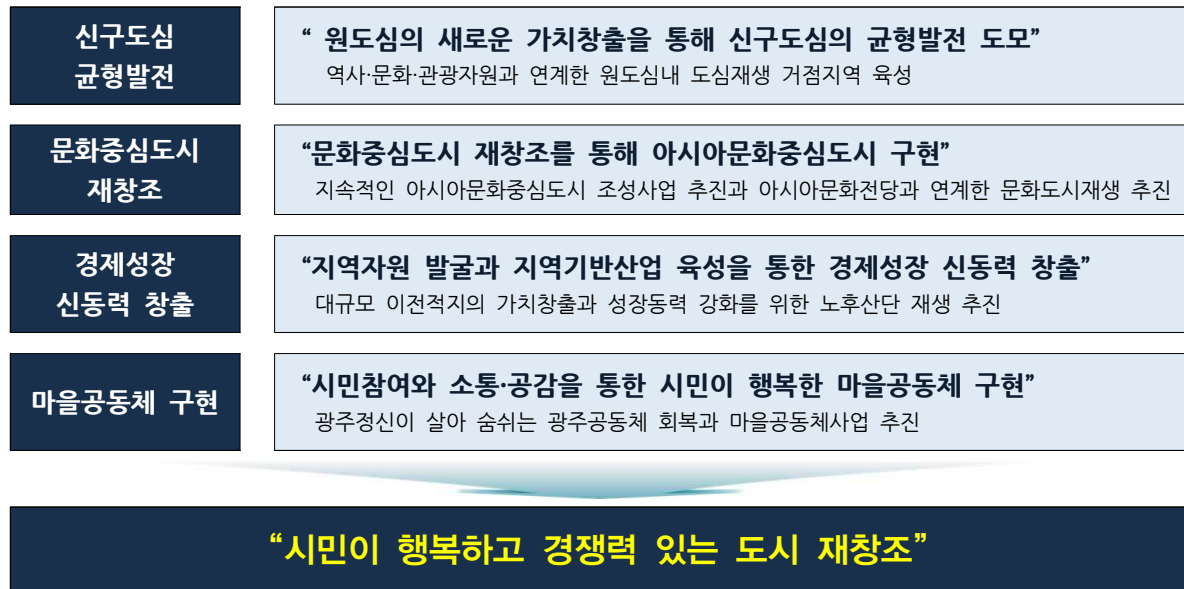 신구도심
균형발전
“ 원도심의 새로운 가치창출을 통해 신구도심의 균형발전 도모”
역사·문화·관광자원과 연계한 원도심내 도심재생 거점지역 육성
문화중심도시
재창조
“문화중심도시 재창조를 통해 아시아문화중심도시 구현”
지속적인 아시아문화중심도시 조성사업 추진과 아시아문화전당과 연계한 문화도시재생 추진
경제성장
신동력 창출
“지역자원 발굴과 지역기반산업 육성을 통한 경제성장 신동력 창출”
대규모 이전적지의 가치창출과 성장동력 강화를 위한 노후산단 재생 추진
마을공동체 구현
“시민참여와 소통·공감을 통한 시민이 행복한 마을공동체 구현”
광주정신이 살아 숨쉬는 광주공동체 회복과 마을공동체사업 추진
“시민이 행복하고 경쟁력 있는 도시 재창조”